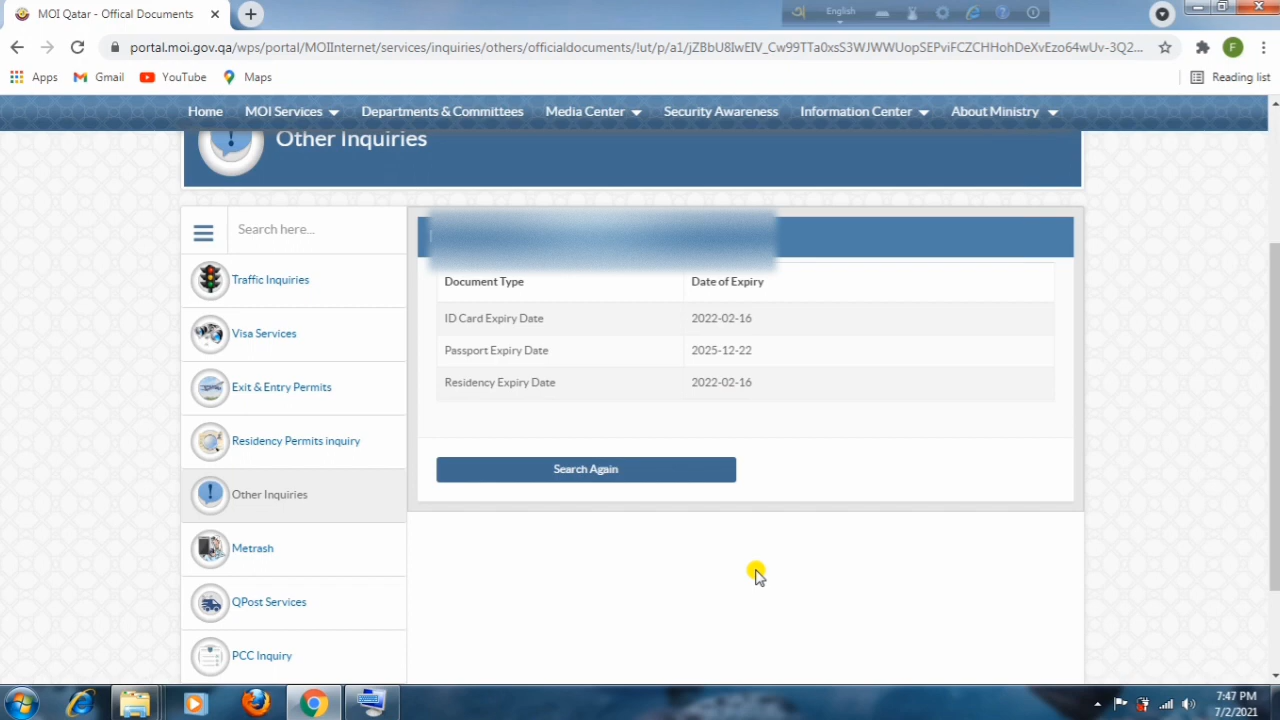 MOI Qatar - Offical Documents
English
portal.moi.gov.qa/wps/portal/MOIInternet/services/inquiries/others/officialdocuments/!ut/p/a1/jZBbU8IwEIV_Cw99TTa0xsS3WJWWUopSEPviFCZCHHohDeXvEzo64wUv-3Q2...
F
Apps
Gmail
YouTube
Maps
Reading list
Home
MOI Services
Departments & Committees
Media Center
Security Awareness
Information Center
About Ministry
Other Inquiries
Search here...
Traffic Inquiries
Visa Services
Exit & Entry Permits
Residency Permits inquiry
Other Inquiries
Metrash
QPost Services
PCC Inquiry
Document Type Date of Expiry
ID Card Expiry Date 2022-02-16
Passport Expiry Date 2025-12-22
Residency Expiry Date 2022-02-16
Search Again
7:47 PM
7/2/2021